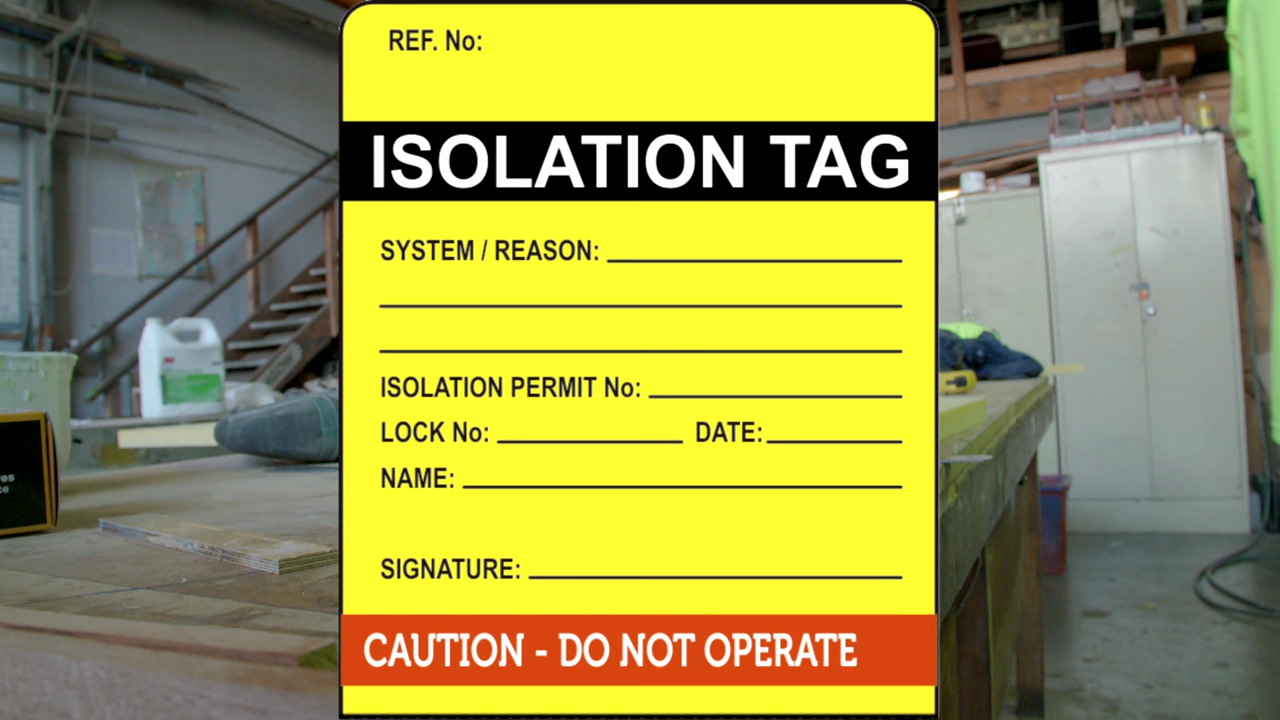 REF. No:
ISOLATION TAG
SYSTEM / REASON:
ISOLATION PERMIT No:
LOCK No: DATE:
NAME:
SIGNATURE:
CAUTION - DO NOT OPERATE